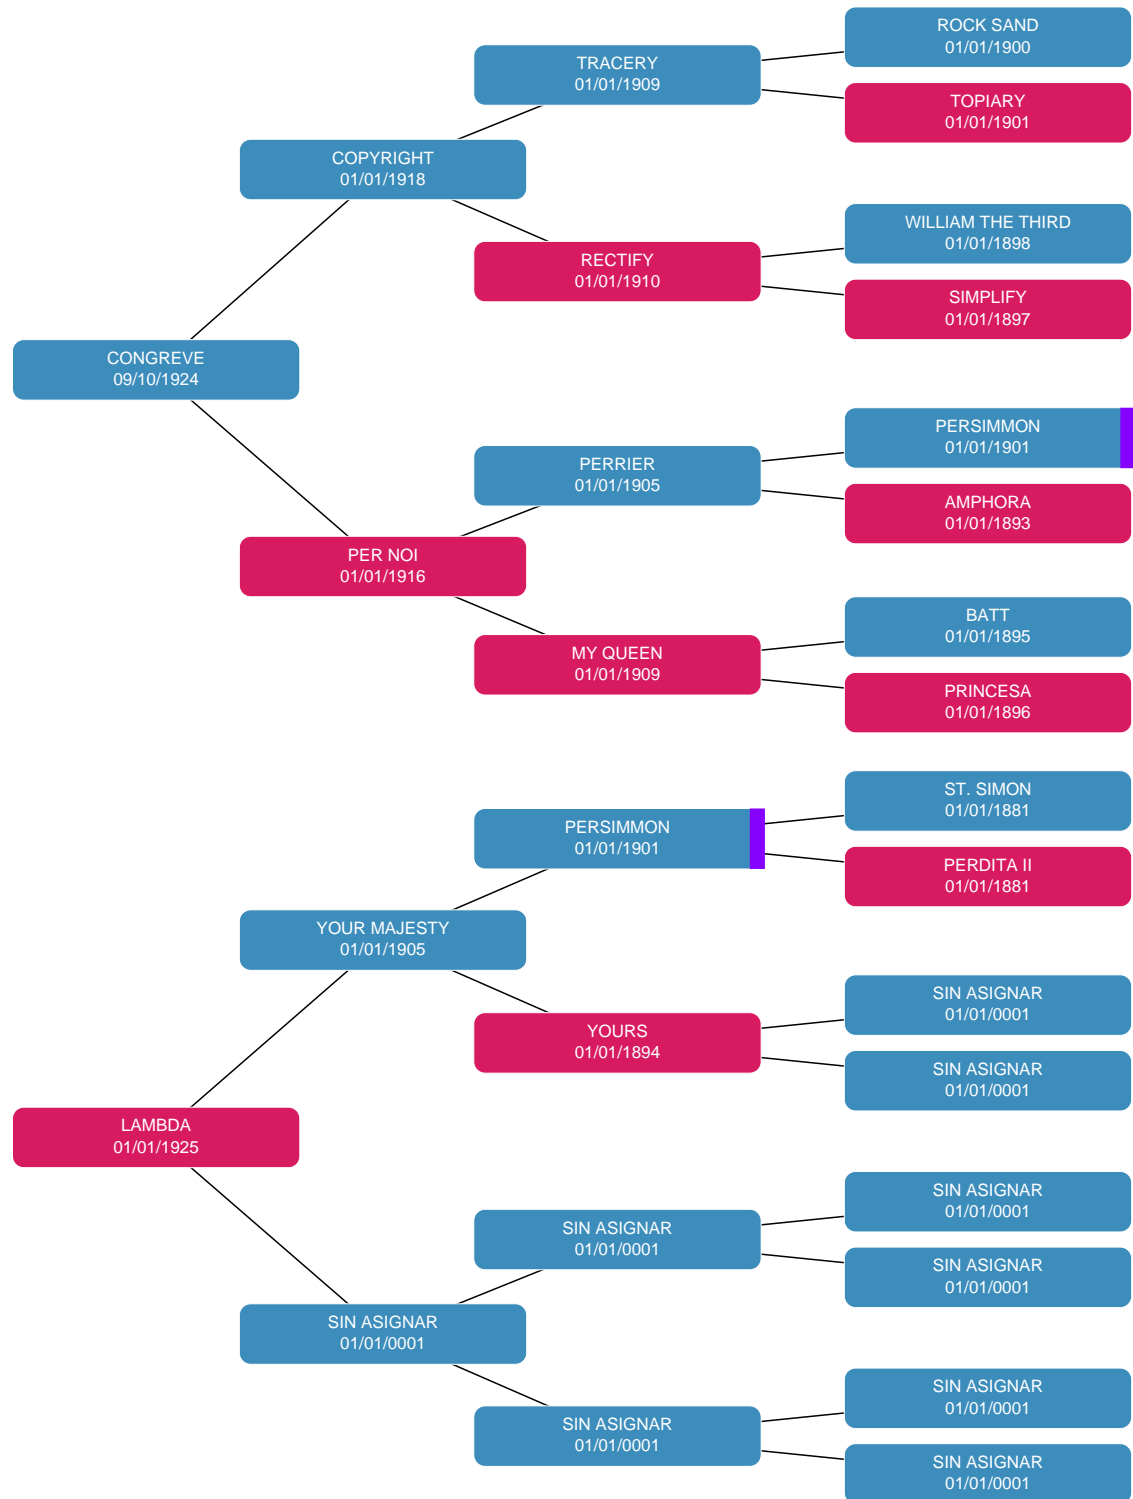 ROCK SAND
01/01/1900
TRACERY
01/01/1909
TOPIARY
01/01/1901
COPYRIGHT
01/01/1918
WILLIAM THE THIRD
01/01/1898
RECTIFY
01/01/1910
SIMPLIFY
01/01/1897
CONGREVE
09/10/1924
PERSIMMON
01/01/1901
PERRIER
01/01/1905
AMPHORA
01/01/1893
PER NOI
01/01/1916
BATT
01/01/1895
MY QUEEN
01/01/1909
PRINCESA
01/01/1896
ST. SIMON
01/01/1881
PERSIMMON
01/01/1901
PERDITA II
01/01/1881
YOUR MAJESTY
01/01/1905
SIN ASIGNAR
01/01/0001
YOURS
01/01/1894
SIN ASIGNAR
01/01/0001
LAMBDA
01/01/1925
SIN ASIGNAR
01/01/0001
SIN ASIGNAR
01/01/0001
SIN ASIGNAR
01/01/0001
SIN ASIGNAR
01/01/0001
SIN ASIGNAR
01/01/0001
SIN ASIGNAR
01/01/0001
SIN ASIGNAR
01/01/0001